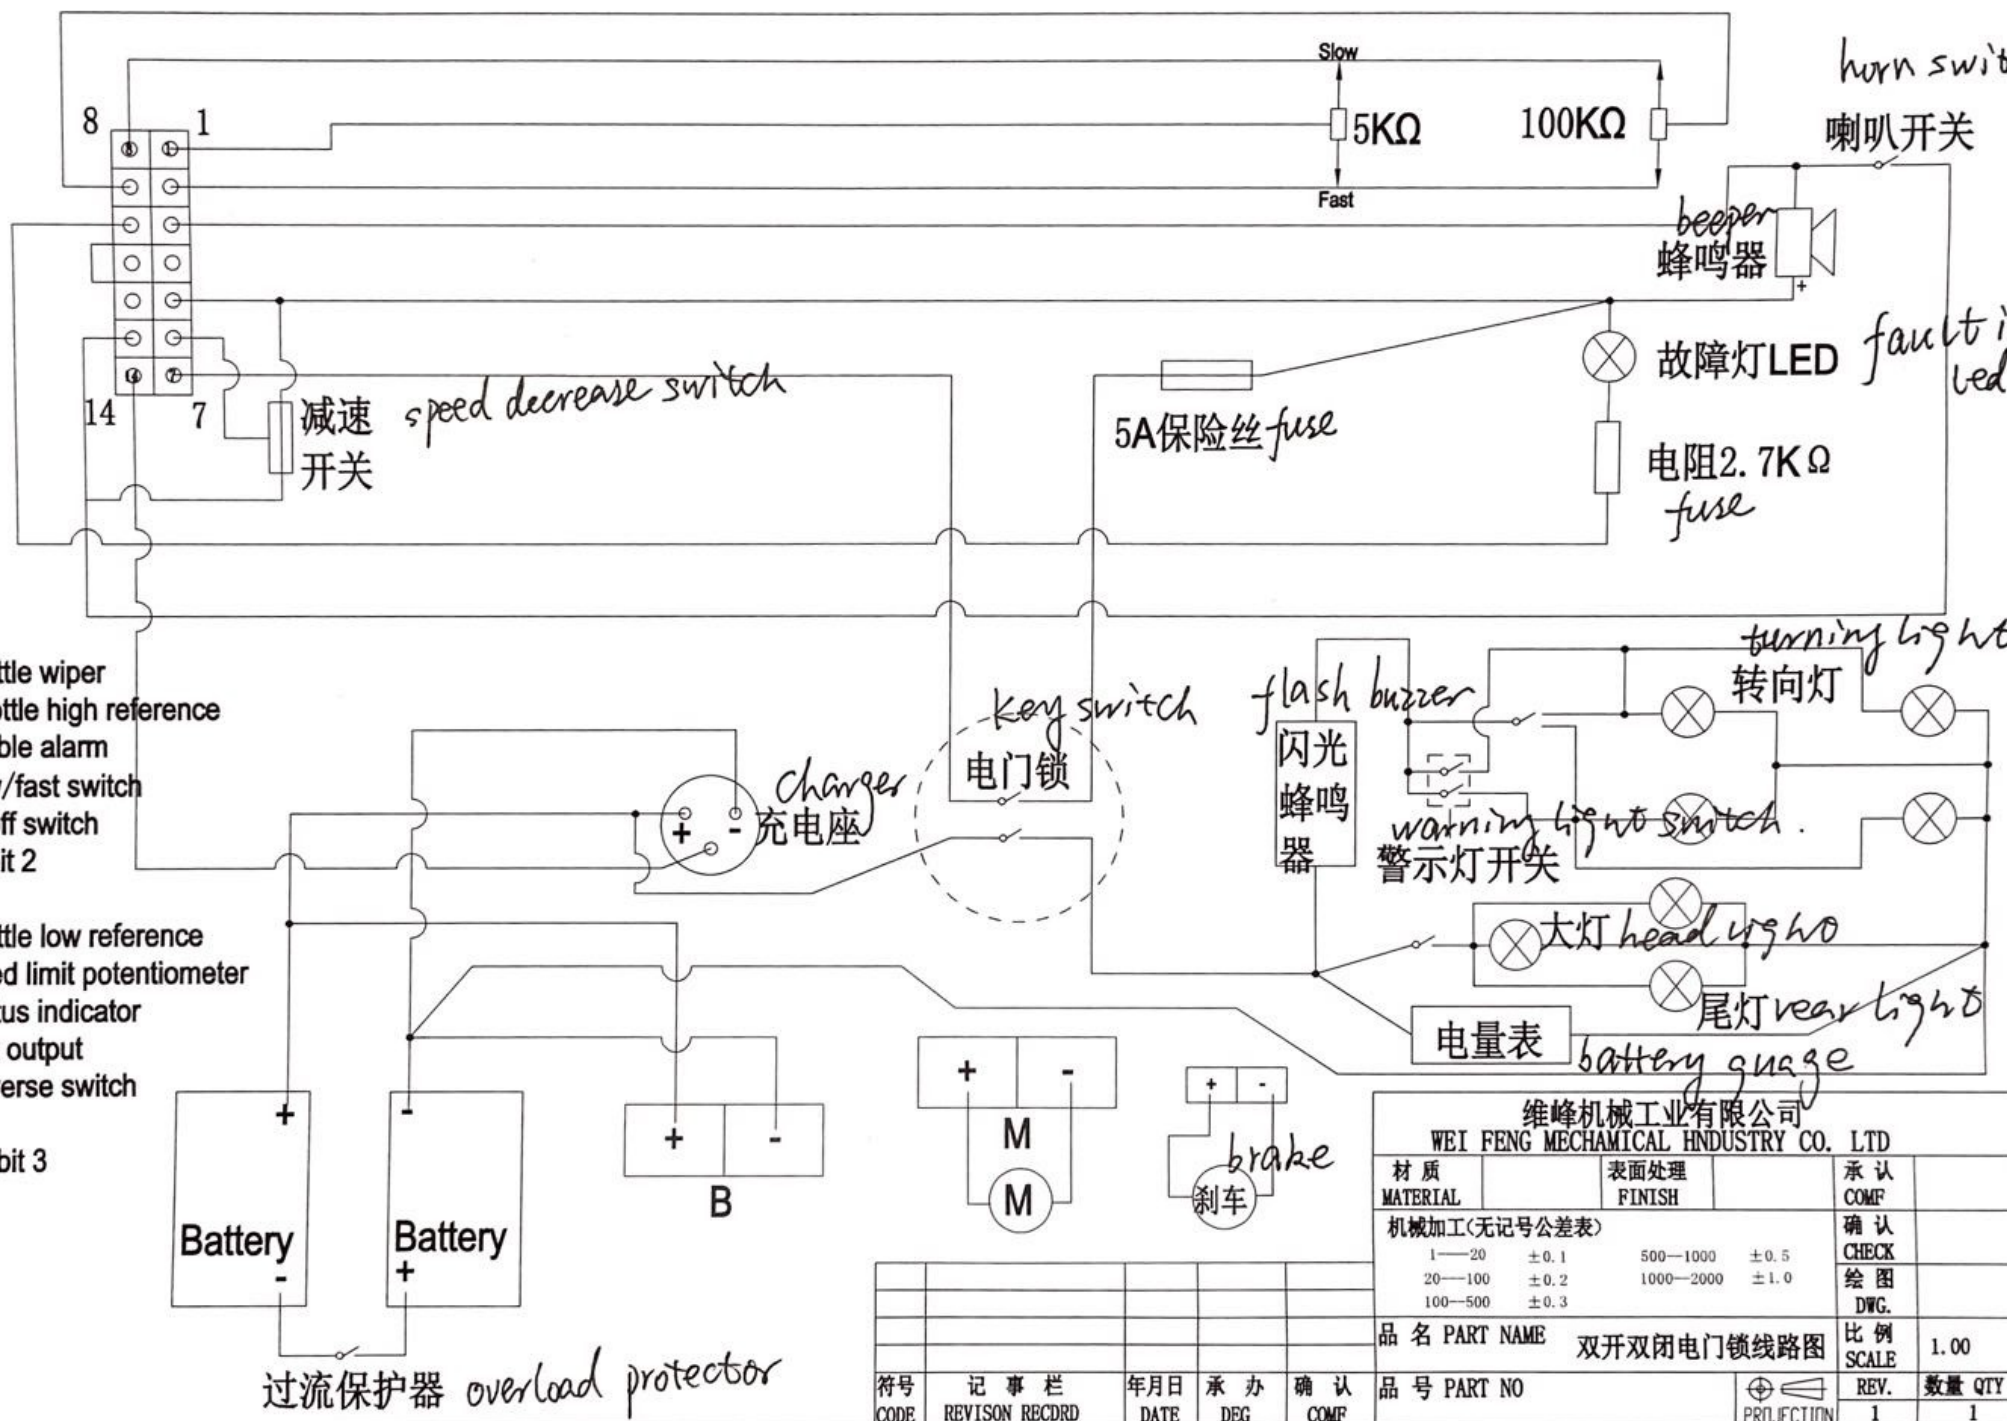 Slow
horn swit
8
1
5KΩ
100KΩ
喇叭开关
8 1
Fast
beeper
蜂鸣器
+
故障灯LED
fault i
led
14 7
14
7
减速
开关
speed decrease switch
5A保险丝 fuse
电阻2.7KΩ
fuse
ttle wiper
ottle high reference
ble alarm
/fast switch
ff switch
it 2
ttle low reference
ed limit potentiometer
tus indicator
output
erse switch
bit 3
key switch
电门锁
flash buzzer
闪光
蜂鸣
器
turning light
转向灯
charger
充电座
+ -
warning light switch.
警示灯开关
大灯 head light
尾灯 rear light
电量表
battery guage
+
-
Battery
-
Battery
+
+ -
B
+ -
M
M
+ -
brake
刹车
过流保护器 overload protector
维峰机械工业有限公司
WEI FENG MECHAMICAL HNDUSTRY CO. LTD
材 质
MATERIAL
表面处理
FINISH
承 认
COMF
机械加工(无记号公差表)
1——20 ±0.1 500--1000 ±0.5
20——100 ±0.2 1000--2000 ±1.0
100--500 ±0.3
确 认
CHECK
绘 图
DWG.
品 名 PART NAME 双开双闭电门锁线路图
比 例
SCALE
1.00
符号
CODE
记 事 栏
REVISON RECDRD
年月日
DATE
承 办
DEG
确 认
COMF
品 号 PART NO
PROJECTION
REV.
1
数量 QTY
1